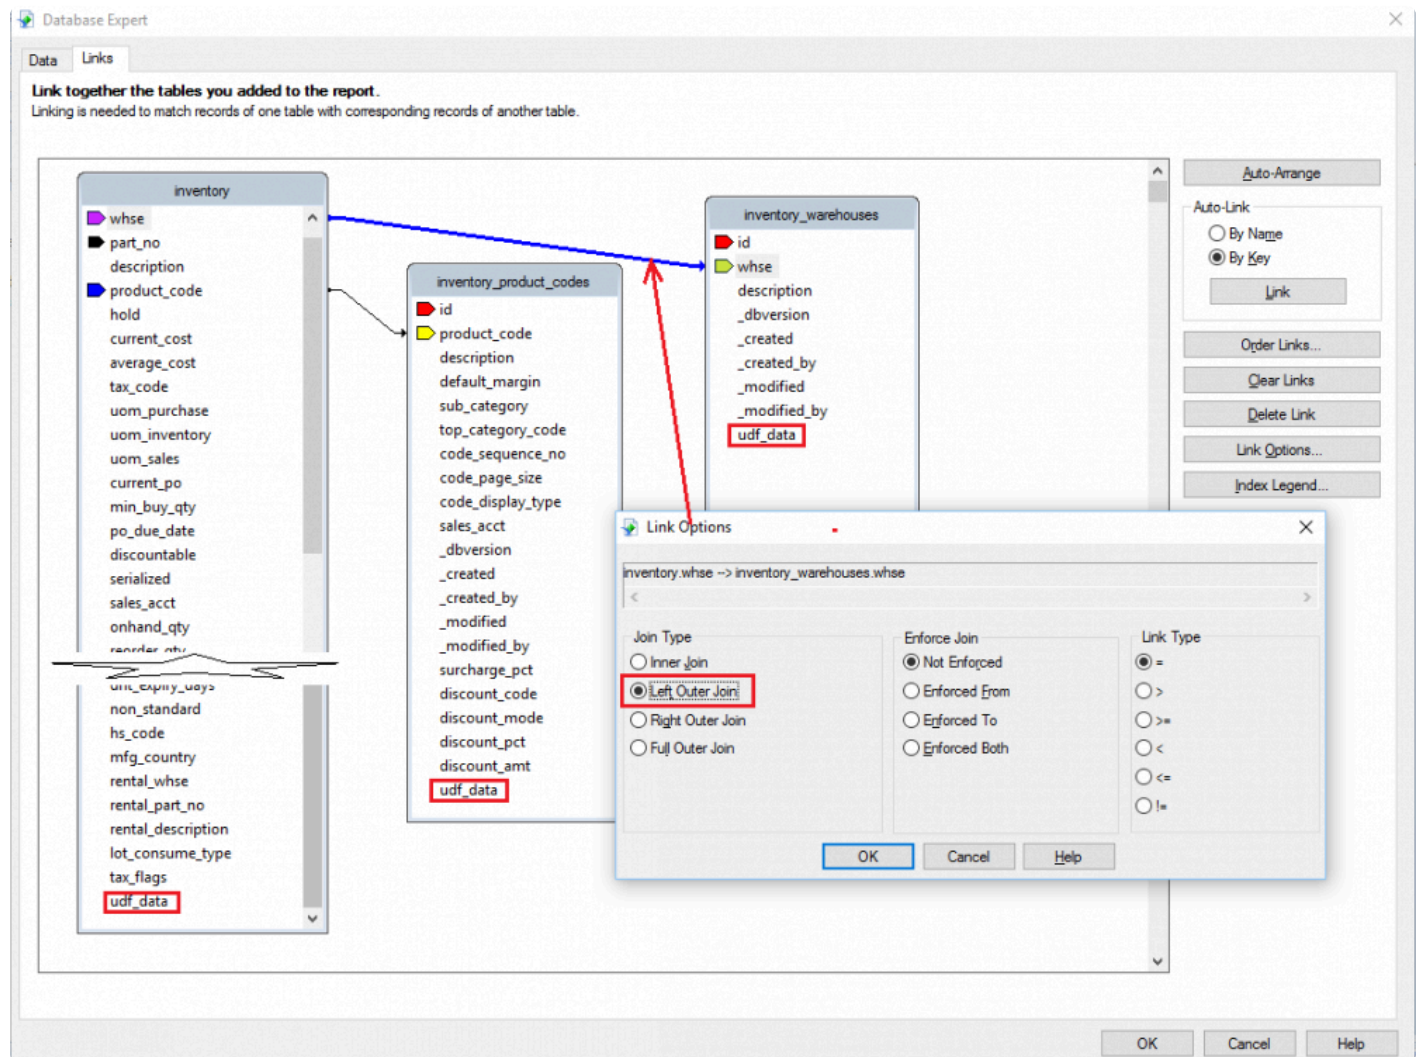 Database Expert
Data
Links
Link together the tables you added to the report.
Linking is needed to match records of one table with corresponding records of another table.
inventory
whse
part_no
description
product_code
hold
current_cost
average_cost
tax_code
uom_purchase
uom_inventory
uom_sales
current_po
min_buy_qty
po_due_date
discountable
serialized
sales_acct
onhand_qty
reorder_qty
non_standard
hs_code
mfg_country
rental_whse
rental_part_no
rental_description
lot_consume_type
tax_flags
udf_data
inventory_product_codes
id
product_code
description
default_margin
sub_category
top_category_code
code_sequence_no
code_page_size
code_display_type
sales_acct
_dbversion
_created
_created_by
_modified
_modified_by
surcharge_pct
discount_code
discount_mode
discount_pct
discount_amt
udf_data
inventory_warehouses
id
whse
description
_dbversion
_created
_created_by
_modified
_modified_by
udf_data
Auto-Arrange
Auto-Link
By Name
By Key
Link
Order Links...
Clear Links
Delete Link
Link Options...
Index Legend...
Link Options
inventory.whse --> inventory_warehouses.whse
Join Type
Inner Join
Left Outer Join
Right Outer Join
Full Outer Join
Enforce Join
Not Enforced
Enforced From
Enforced To
Enforced Both
Link Type
=
>
>=
<
<=
!=
OK
Cancel
Help
OK
Cancel
Help